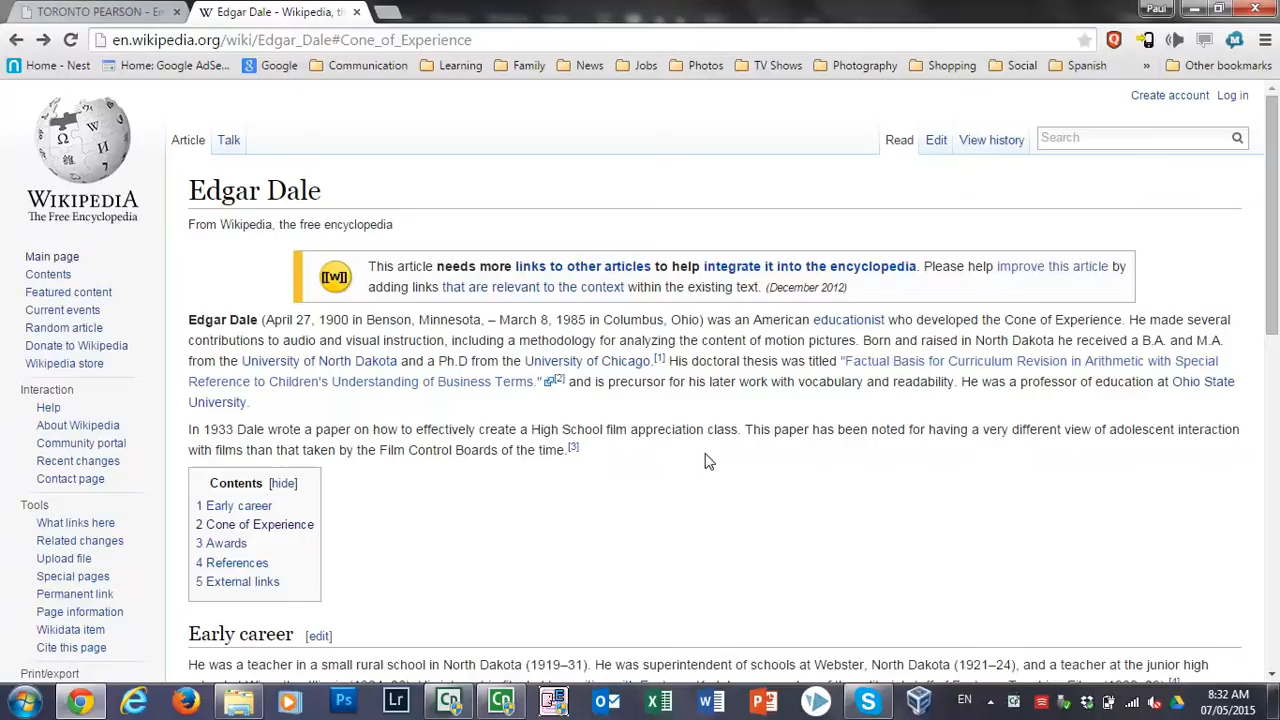 TORONTO PEARSON - En
Edgar Dale - Wikipedia, th
Paul
en.wikipedia.org/wiki/Edgar_Dale#Cone_of_Experience
Home - Nest
Home: Google AdSe...
Google
Communication
Learning
Family
News
Jobs
Photos
TV Shows
Photography
Shopping
Social
Spanish
»
Other bookmarks
Create account Log in
Article Talk
Read Edit View history
Search
WIKIPEDIA
The Free Encyclopedia
Main page
Contents
Featured content
Current events
Random article
Donate to Wikipedia
Wikipedia store
Interaction
Help
About Wikipedia
Community portal
Recent changes
Contact page
Tools
What links here
Related changes
Upload file
Special pages
Permanent link
Page information
Wikidata item
Cite this page
Print/export
Edgar Dale
From Wikipedia, the free encyclopedia
[[w]]
This article needs more links to other articles to help integrate it into the encyclopedia. Please help improve this article by
adding links that are relevant to the context within the existing text. (December 2012)
Edgar Dale (April 27, 1900 in Benson, Minnesota, – March 8, 1985 in Columbus, Ohio) was an American educationist who developed the Cone of Experience. He made several
contributions to audio and visual instruction, including a methodology for analyzing the content of motion pictures. Born and raised in North Dakota he received a B.A. and M.A.
from the University of North Dakota and a Ph.D from the University of Chicago.[1] His doctoral thesis was titled "Factual Basis for Curriculum Revision in Arithmetic with Special
Reference to Children's Understanding of Business Terms."[2] and is precursor for his later work with vocabulary and readability. He was a professor of education at Ohio State
University.
In 1933 Dale wrote a paper on how to effectively create a High School film appreciation class. This paper has been noted for having a very different view of adolescent interaction
with films than that taken by the Film Control Boards of the time.[3]
Contents [hide]
1 Early career
2 Cone of Experience
3 Awards
4 References
5 External links
Early career [edit]
He was a teacher in a small rural school in North Dakota (1919–31). He was superintendent of schools at Webster, North Dakota (1921–24), and a teacher at the junior high
Ps
Lr
EN
8:32 AM
07/05/2015